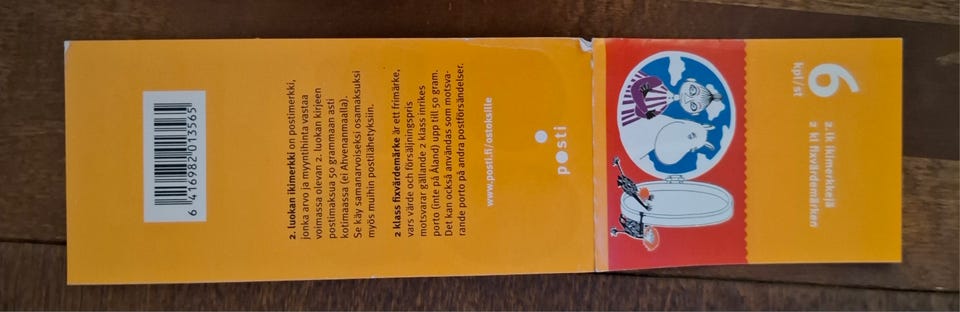 6
kpl/st
2.lk ikimerkkejä
2 kl fixvärdemärken
posti
www.posti.fi/ostoksille
2. luokan ikimerkki on postimerkki,
jonka arvo ja myyntihinta vastaa
voimassa olevan 2. luokan kirjeen
postimaksua 50 grammaan asti
kotimaassa (ei Ahvenanmaalla).
Se käy samanarvoiseksi osamaksuksi
myös muihin postilähetyksiin.
2 klass fixvärdemärke är ett frimärke,
vars värde och försäljningspris
motsvarar gällande 2 klass inrikes
porto (inte på Åland) upp till 50 gram.
Det kan också användas som motsva-
rande porto på andra postförsändelser.
6 416982 013565